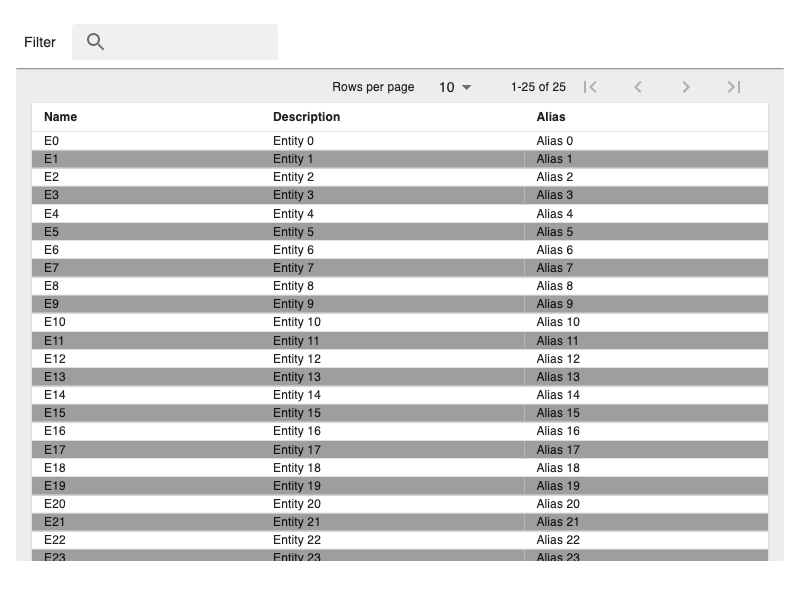 Filter
Rows per page 10 1-25 of 25
Name Description Alias
E0 Entity 0 Alias 0
E1 Entity 1 Alias 1
E2 Entity 2 Alias 2
E3 Entity 3 Alias 3
E4 Entity 4 Alias 4
E5 Entity 5 Alias 5
E6 Entity 6 Alias 6
E7 Entity 7 Alias 7
E8 Entity 8 Alias 8
E9 Entity 9 Alias 9
E10 Entity 10 Alias 10
E11 Entity 11 Alias 11
E12 Entity 12 Alias 12
E13 Entity 13 Alias 13
E14 Entity 14 Alias 14
E15 Entity 15 Alias 15
E16 Entity 16 Alias 16
E17 Entity 17 Alias 17
E18 Entity 18 Alias 18
E19 Entity 19 Alias 19
E20 Entity 20 Alias 20
E21 Entity 21 Alias 21
E22 Entity 22 Alias 22
E23 Entity 23 Alias 23